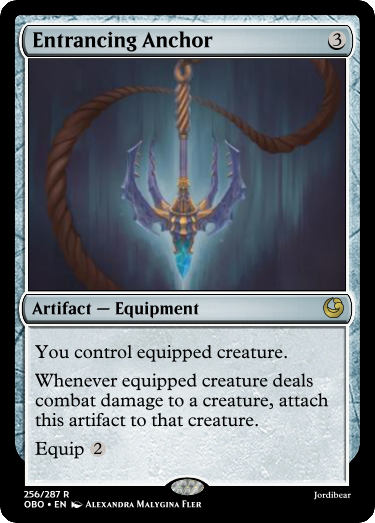 Entrancing Anchor 3
Artifact — Equipment
You control equipped creature.
Whenever equipped creature deals
combat damage to a creature, attach
this artifact to that creature.
Equip 2
256/287 R
OBO • EN Alexandra Malygina Fler
Jordibear